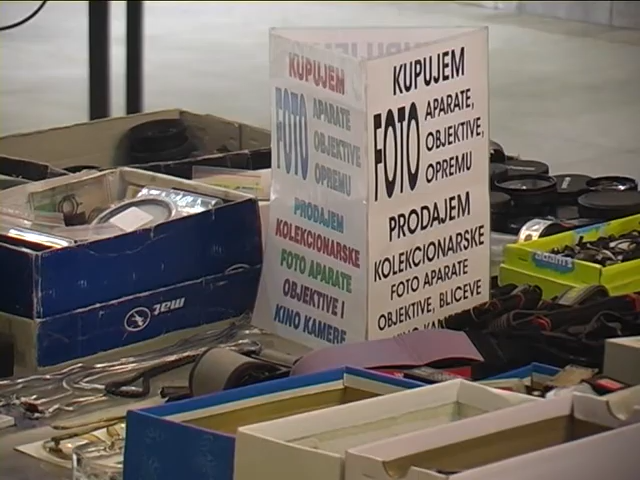 KUPUJEM
FOTO
APARATE
OBJEKTIVE
OPREMU
PRODAJEM
KOLEKCIONARSKE
FOTO APARATE
OBJEKTIVE I
KINO KAMERE
KUPUJEM
FOTO
APARATE,
OBJEKTIVE,
OPREMU
PRODAJEM
KOLEKCIONARSKE
FOTO APARATE
OBJEKTIVE, BLICEVE
adams